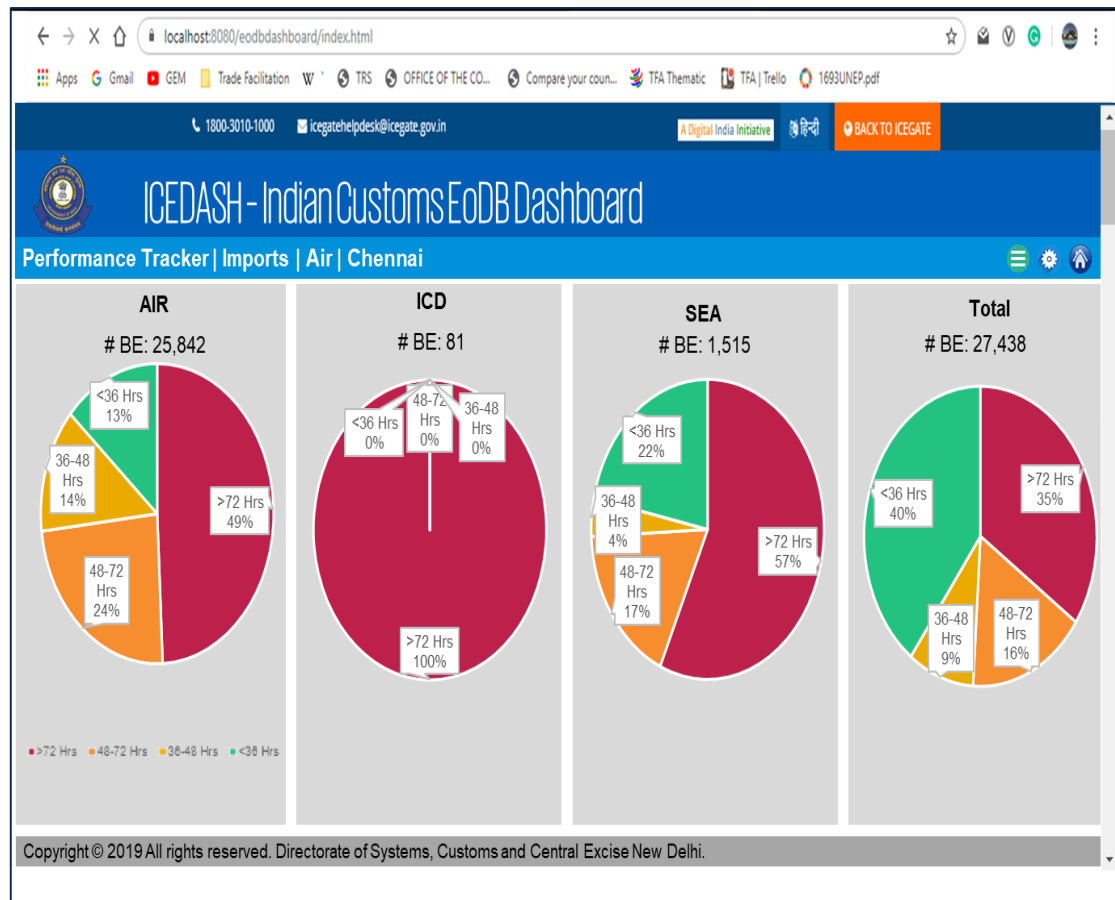 localhost:8080/eodbdashboard/index.html
Apps Gmail GEM Trade Facilitation W ` TRS OFFICE OF THE CO... Compare your coun... TFA Thematic TFA | Trello 1693UNEP.pdf
1800-3010-1000 icegatehelpdesk@icegate.gov.in A Digital India Initiative हिन्दी BACK TO ICEGATE
ICEDASH - Indian Customs EoDB Dashboard
Performance Tracker | Imports | Air | Chennai
AIR
# BE: 25,842
<36 Hrs
13%
36-48
Hrs
14%
>72 Hrs
49%
48-72
Hrs
24%
>72 Hrs 48-72 Hrs 36-48 Hrs <36 Hrs
ICD
# BE: 81
<36 Hrs
0%
48-72
Hrs
0%
36-48
Hrs
0%
>72 Hrs
100%
SEA
# BE: 1,515
<36 Hrs
22%
36-48
Hrs
4%
>72 Hrs
57%
48-72
Hrs
17%
Total
# BE: 27,438
>72 Hrs
35%
<36 Hrs
40%
36-48
Hrs
9%
48-72
Hrs
16%
Copyright © 2019 All rights reserved. Directorate of Systems, Customs and Central Excise New Delhi.